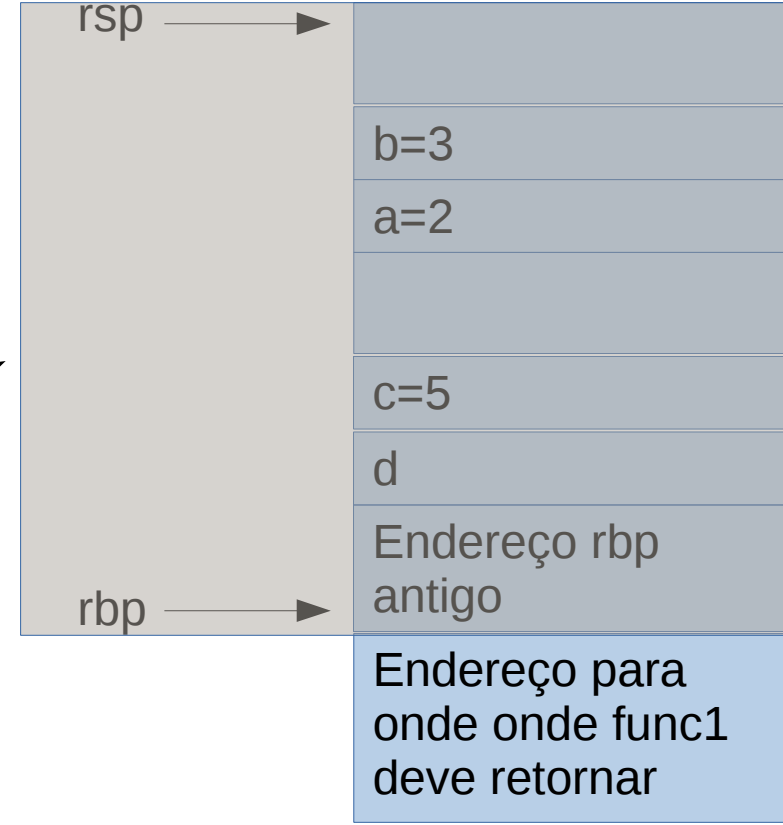 rsp
b=3
a=2
c=5
d
Endereço rbp
antigo
rbp
Endereço para
onde onde func1
deve retornar